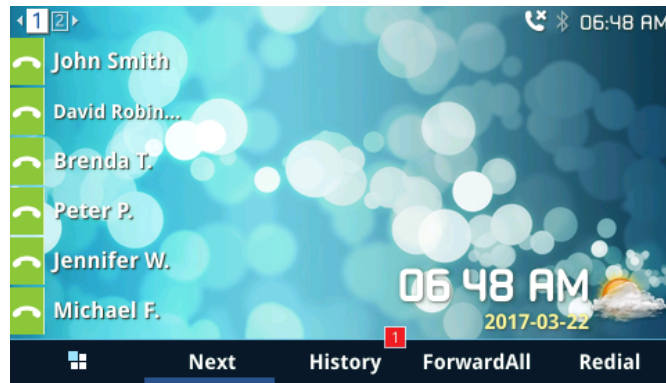 1 2 06:48 AM
John Smith
David Robin...
Brenda T.
Peter P.
Jennifer W.
Michael F.
06 48 AM
2017-03-22
1
Next History ForwardAll Redial